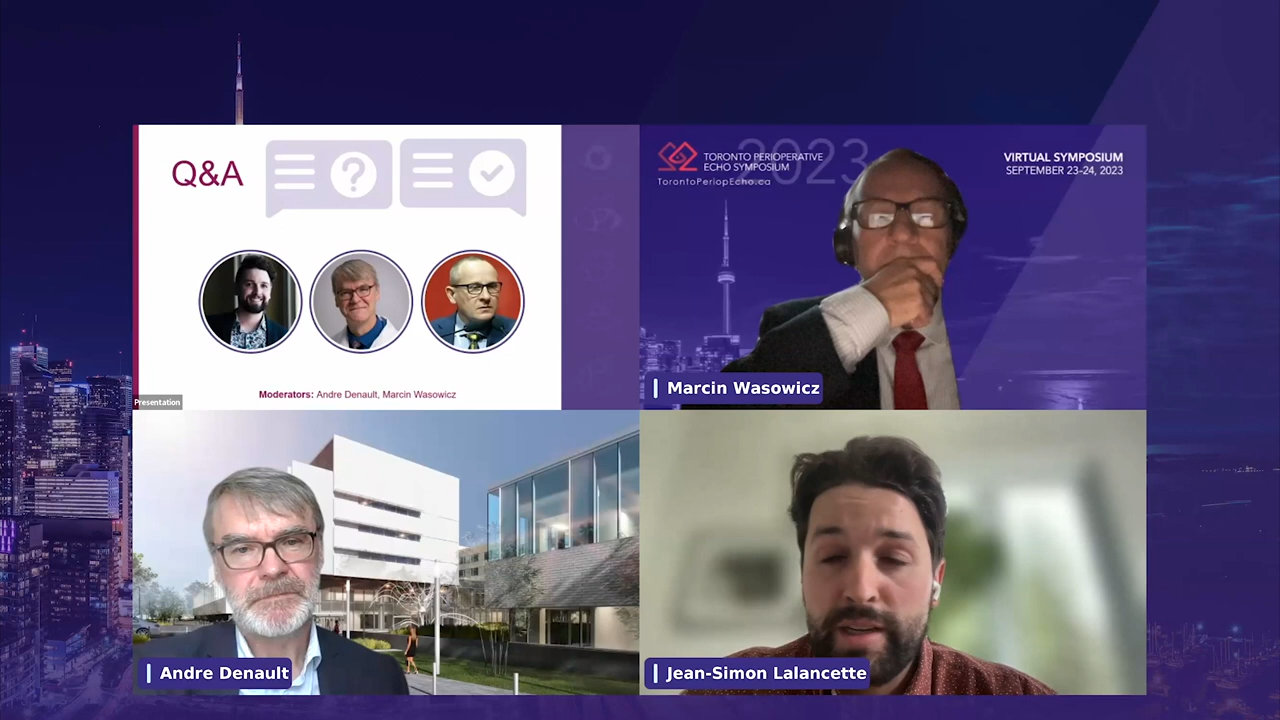 Q&A
Moderators: Andre Denault, Marcin Wasowicz
Presentation
2023
TORONTO PERIOPERATIVE
ECHO SYMPOSIUM
TorontoPeriopEcho.ca
VIRTUAL SYMPOSIUM
SEPTEMBER 23-24, 2023
Marcin Wasowicz
Andre Denault
Jean-Simon Lalancette